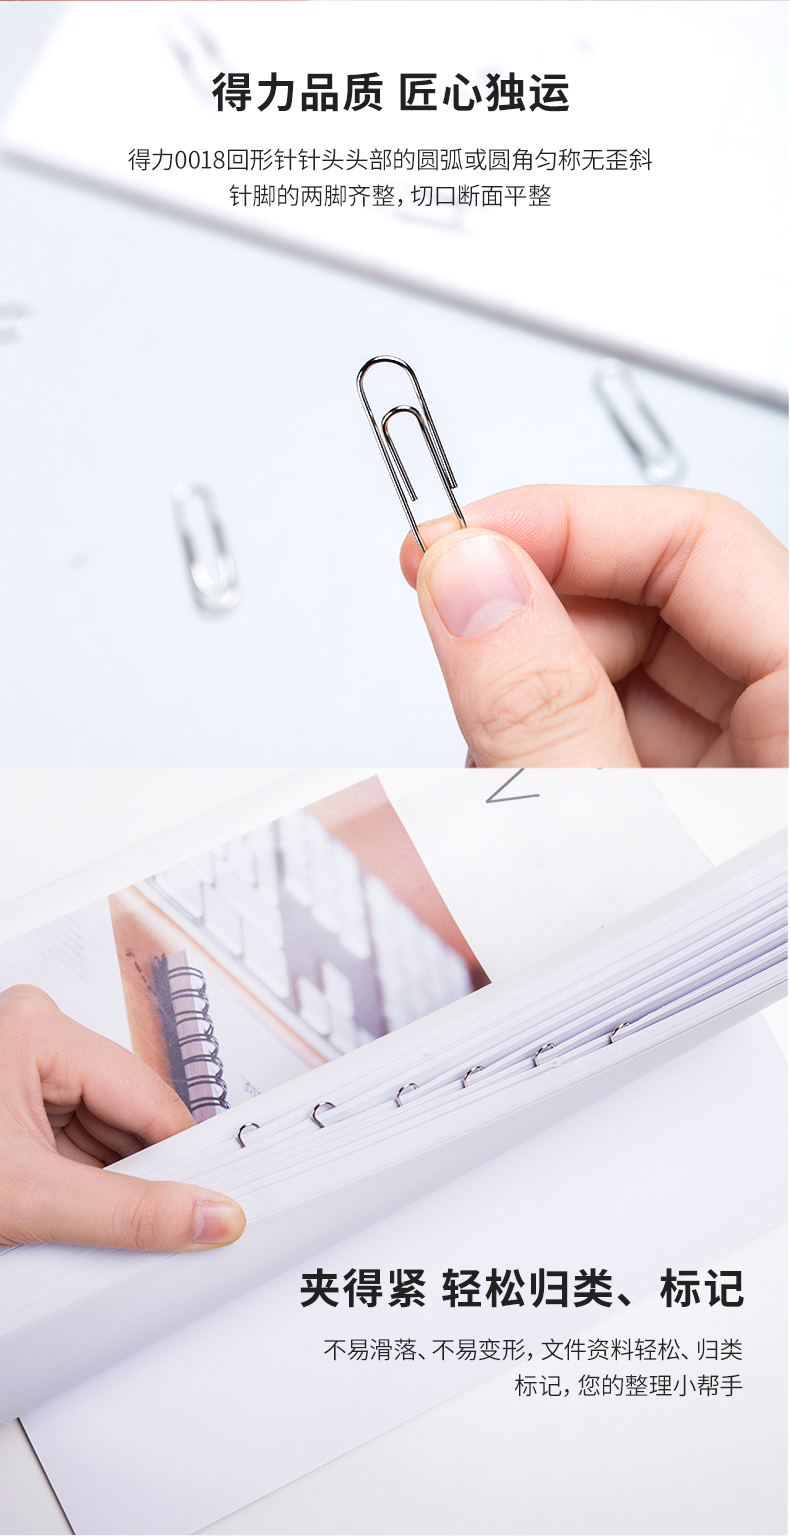 得力品质 匠心独运
得力0018回形针针头头部的圆弧或圆角匀称无歪斜
针脚的两脚齐整，切口断面平整
夹得紧 轻松归类、标记
不易滑落、不易变形，文件资料轻松、归类
标记，您的整理小帮手